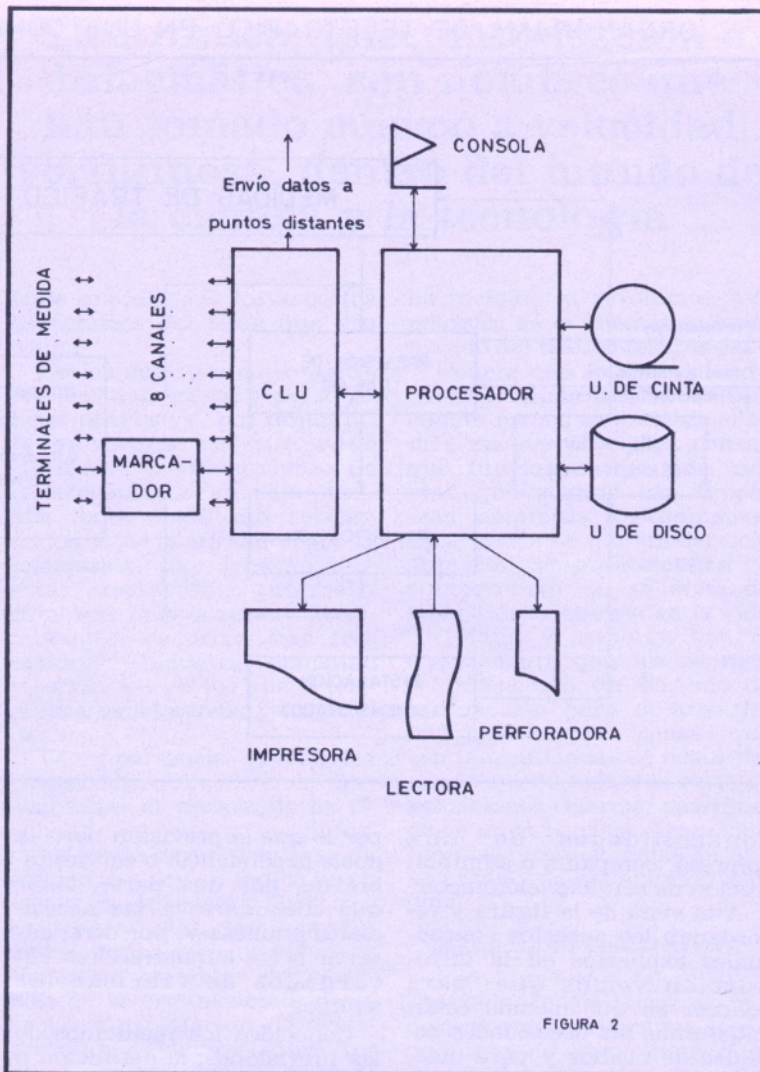 CONSOLA
Envío datos a
puntos distantes
TERMINALES DE MEDIDA
8 CANALES
CLU
PROCESADOR
U. DE CINTA
MARCA-
DOR
U DE DISCO
IMPRESORA
PERFORADORA
LECTORA
FIGURA 2